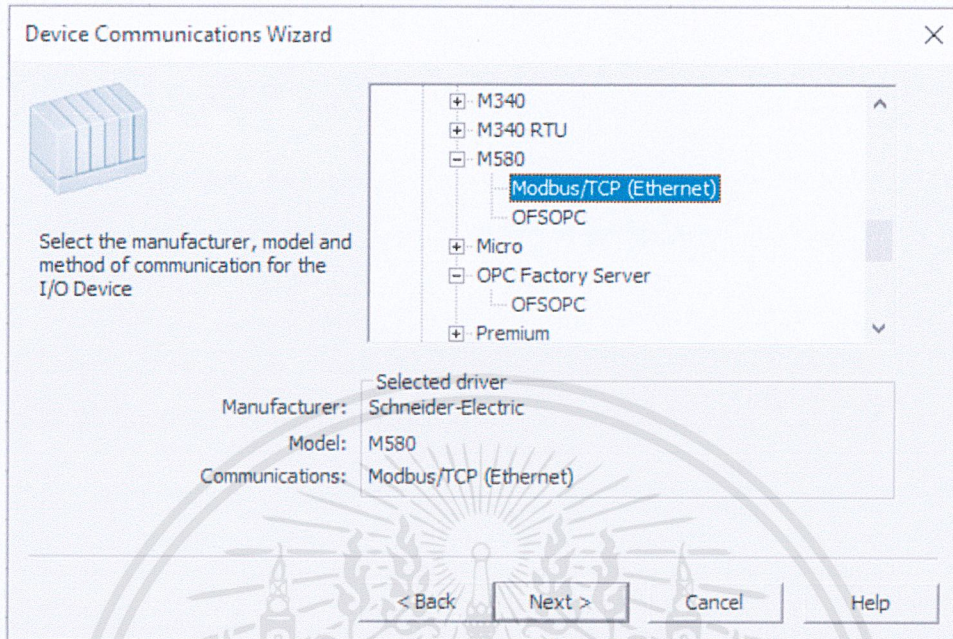 Device Communications Wizard
M340
M340 RTU
M580
Modbus/TCP (Ethernet)
OFSOPC
Micro
OPC Factory Server
OFSOPC
Premium
Select the manufacturer, model and
method of communication for the
I/O Device
Selected driver
Manufacturer: Schneider-Electric
Model: M580
Communications: Modbus/TCP (Ethernet)
< Back Next > Cancel Help